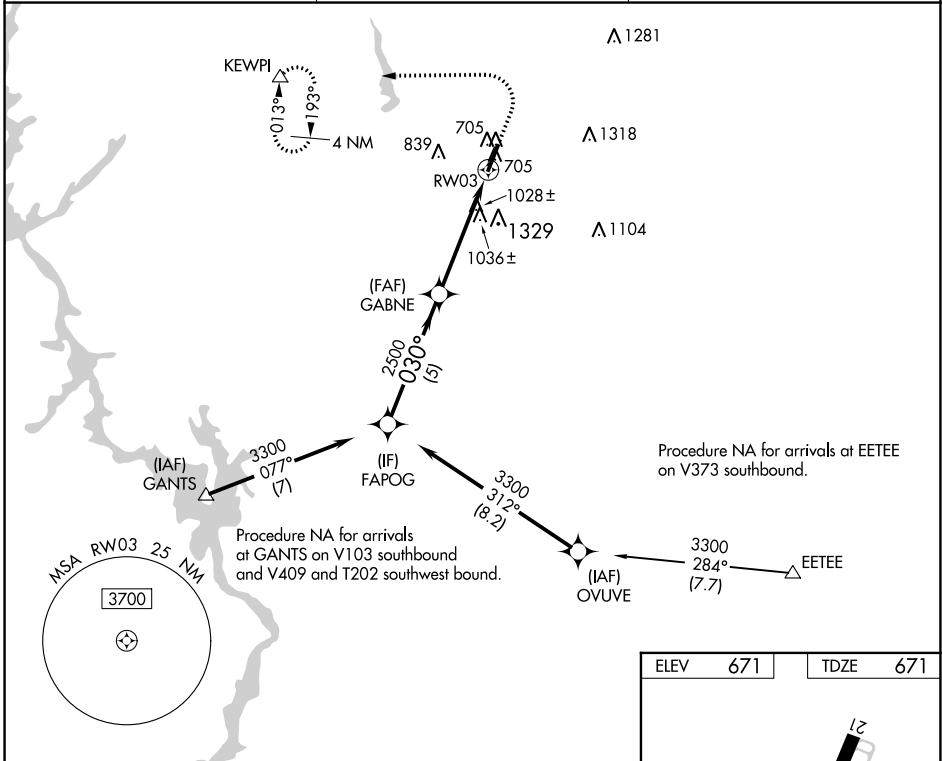 1281
KEWPI
013°
193°
4 NM
839
705
1318
705
RW03
1028±
1329
1104
1036±
(FAF)
GABNE
2500
030°
(5)
(IAF)
GANTS
3300
077°
(7)
(IF)
FAPOG
Procedure NA for arrivals at EETEE
on V373 southbound.
3300
312°
(8.2)
Procedure NA for arrivals
at GANTS on V103 southbound
and V409 and T202 southwest bound.
3300
284°
(7.7)
EETEE
(IAF)
OVUVE
MSA RW03 25 NM
3700
ELEV 671
TDZE 671
21